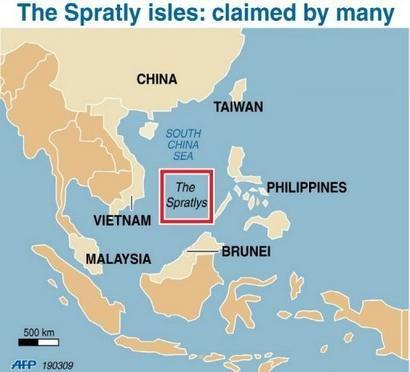 The Spratly isles: claimed by many
CHINA
TAIWAN
SOUTH
CHINA
SEA
The
Spratlys
PHILIPPINES
VIETNAM
MALAYSIA
BRUNEI
500 km
AFP 190309